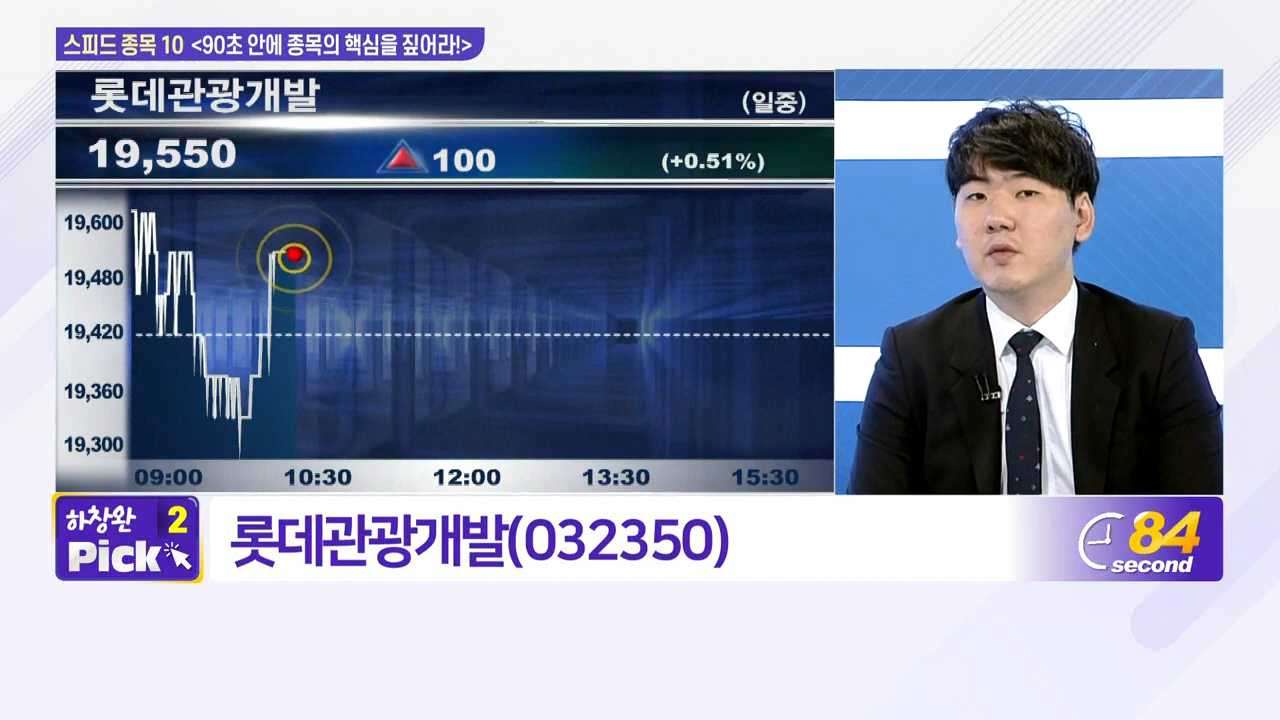 스피드 종목 10 <90초 안에 종목의 핵심을 짚어라!>
롯데관광개발
(일중)
19,550 100 (+0.51%)
19,600
19,480
19,420
19,360
19,300
09:00 10:30 12:00 13:30 15:30
하창완 2
Pick
롯데관광개발(032350)
84
second